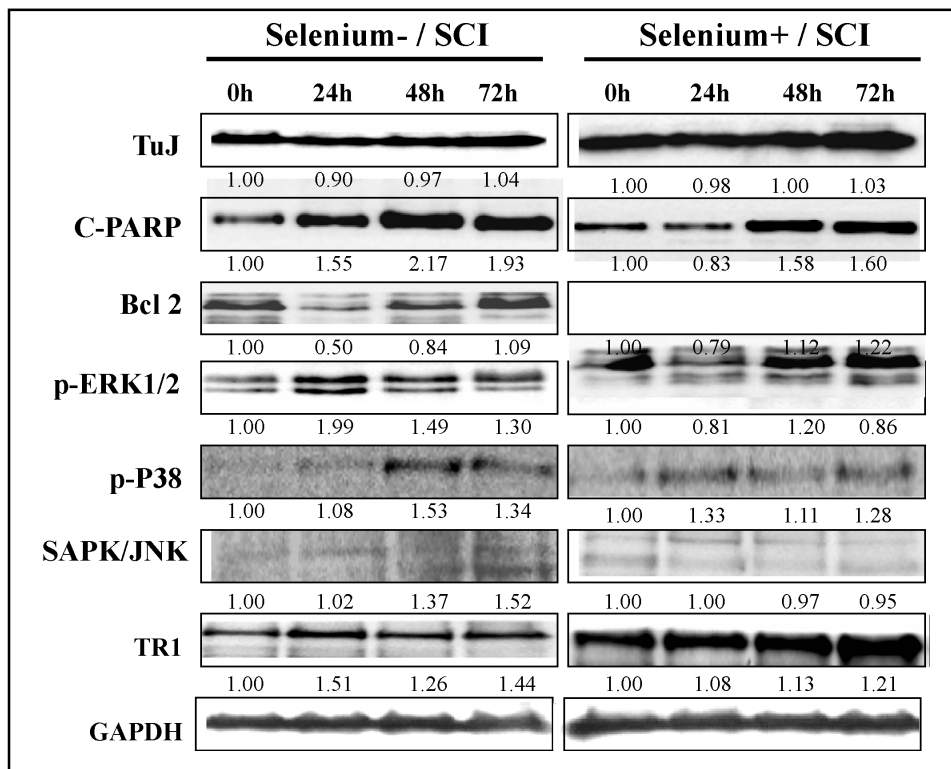 Selenium- / SCI Selenium+ / SCI
0h 24h 48h 72h 0h 24h 48h 72h
TuJ
1.00 0.90 0.97 1.04 1.00 0.98 1.00 1.03
C-PARP
1.00 1.55 2.17 1.93 1.00 0.83 1.58 1.60
Bcl 2
1.00 0.50 0.84 1.09 1.00 0.79 1.12 1.22
p-ERK1/2
1.00 1.99 1.49 1.30 1.00 0.81 1.20 0.86
p-P38
1.00 1.08 1.53 1.34 1.00 1.33 1.11 1.28
SAPK/JNK
1.00 1.02 1.37 1.52 1.00 1.00 0.97 0.95
TR1
1.00 1.51 1.26 1.44 1.00 1.08 1.13 1.21
GAPDH